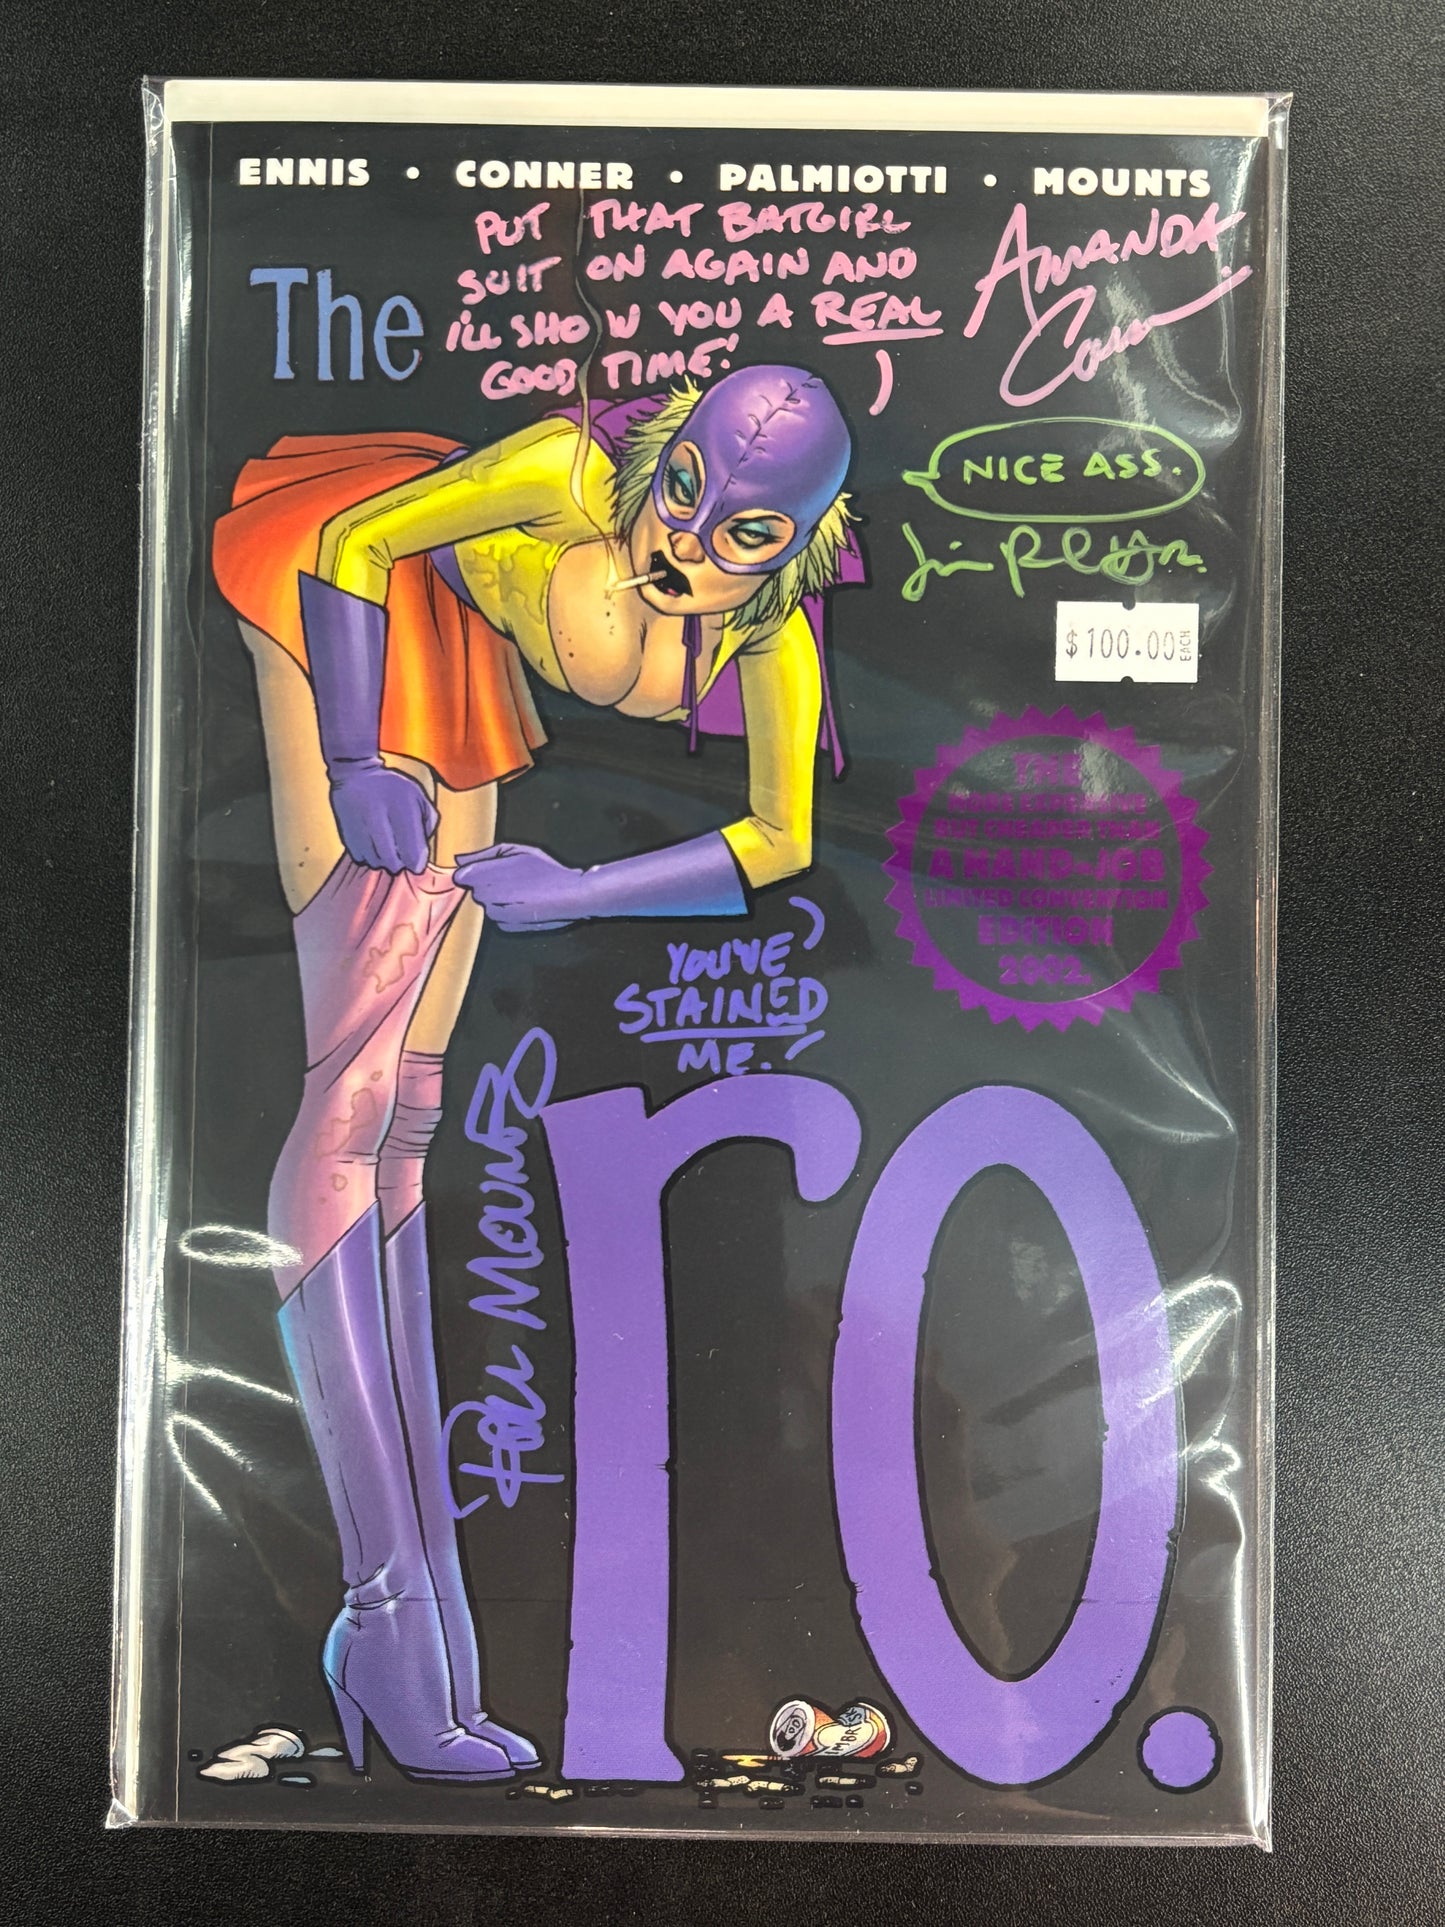 ENNIS • CONNER • PALMIOTTI • MOUNTS
The
PUT THAT BATGIRL
SUIT ON AGAIN AND
I'LL SHOW YOU A REAL
GOOD TIME!
AMANDA
Conner
NICE ASS.
$100.00 EACH
THE
MORE EXPENSIVE
BUT CHEAPER THAN
A HAND-JOB
LIMITED CONVENTION
EDITION
2002.
YOU'VE
STAINED
ME.
PAUL MOUNTS
Pro.